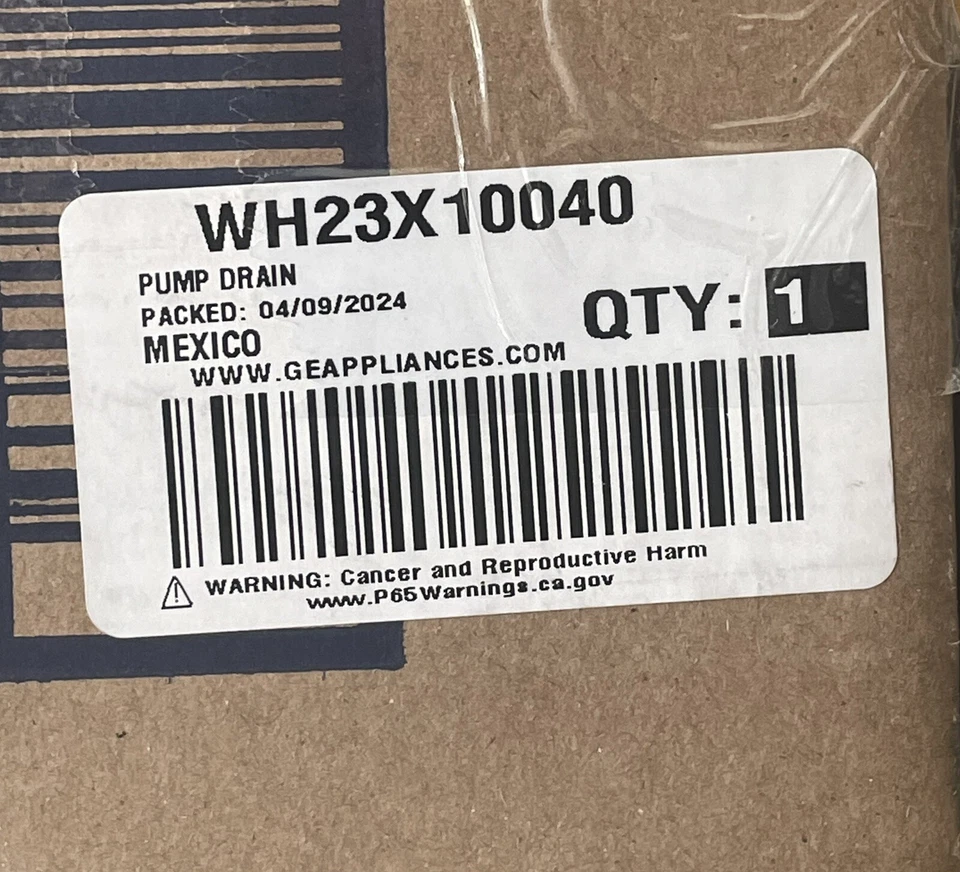 WH23X10040
PUMP DRAIN
PACKED: 04/09/2024
QTY: 1
MEXICO
WWW.GEAPPLIANCES.COM
WARNING: Cancer and Reproductive Harm
www.P65Warnings.ca.gov